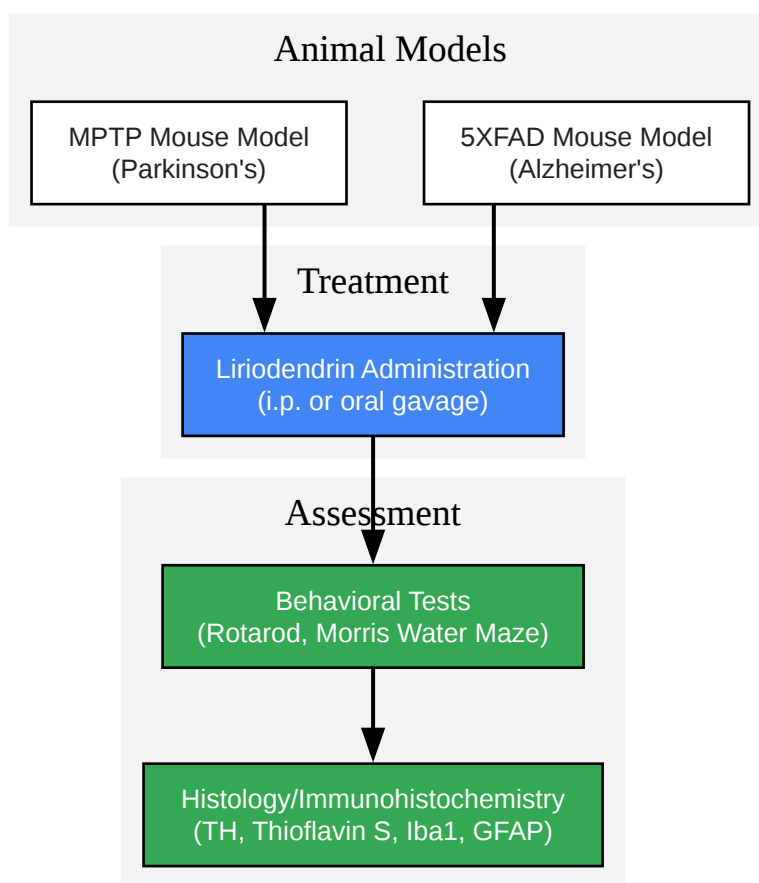 Animal Models
MPTP Mouse Model
(Parkinson's)
5XFAD Mouse Model
(Alzheimer's)
Treatment
Liriodendrin Administration
(i.p. or oral gavage)
Assessment
Behavioral Tests
(Rotarod, Morris Water Maze)
Histology/Immunohistochemistry
(TH, Thioflavin S, Iba1, GFAP)